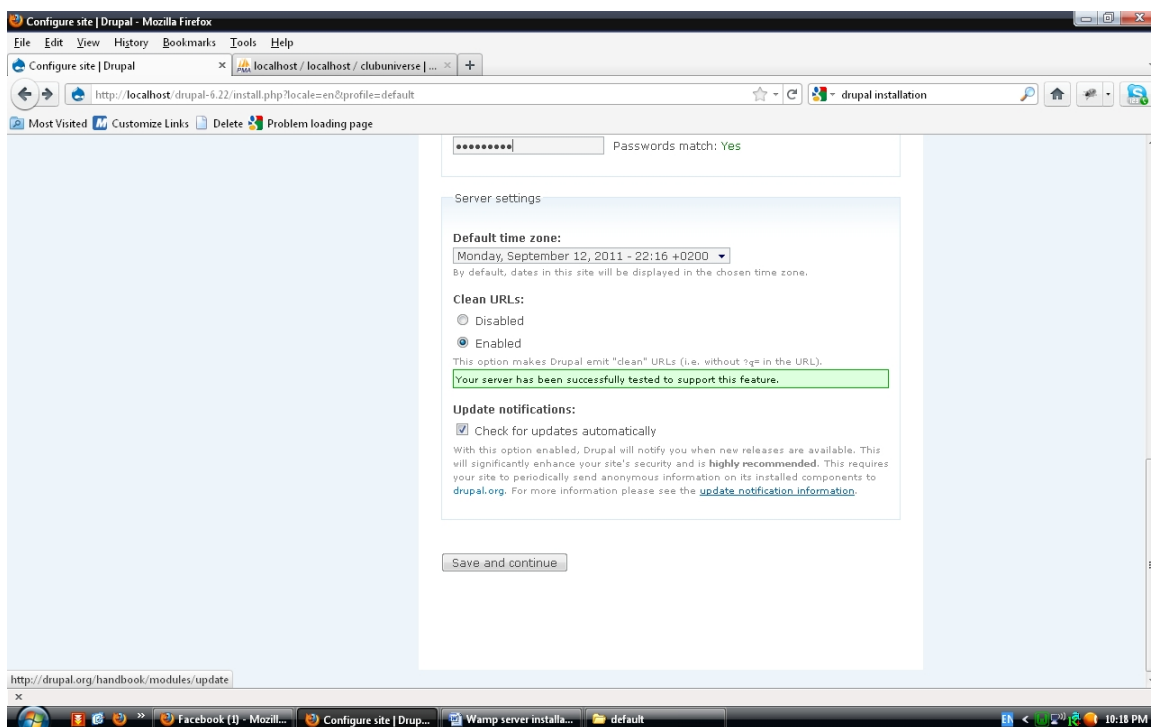 Configure site | Drupal - Mozilla Firefox
File Edit View History Bookmarks Tools Help
Configure site | Drupal
localhost / localhost / clubuniverse | ...
http://localhost/drupal-6.22/install.php?locale=en&profile=default
drupal installation
Most Visited Customize Links Delete Problem loading page
Passwords match: Yes
Server settings
Default time zone:
Monday, September 12, 2011 - 22:16 +0200
By default, dates in this site will be displayed in the chosen time zone.
Clean URLs:
Disabled
Enabled
This option makes Drupal emit "clean" URLs (i.e. without ?q= in the URL).
Your server has been successfully tested to support this feature.
Update notifications:
Check for updates automatically
With this option enabled, Drupal will notify you when new releases are available. This
will significantly enhance your site's security and is highly recommended. This requires
your site to periodically send anonymous information on its installed components to
drupal.org. For more information please see the update notification information.
Save and continue
http://drupal.org/handbook/modules/update
Facebook (1) - Mozill... Configure site | Drup... Wamp server installa... default EN 10:18 PM